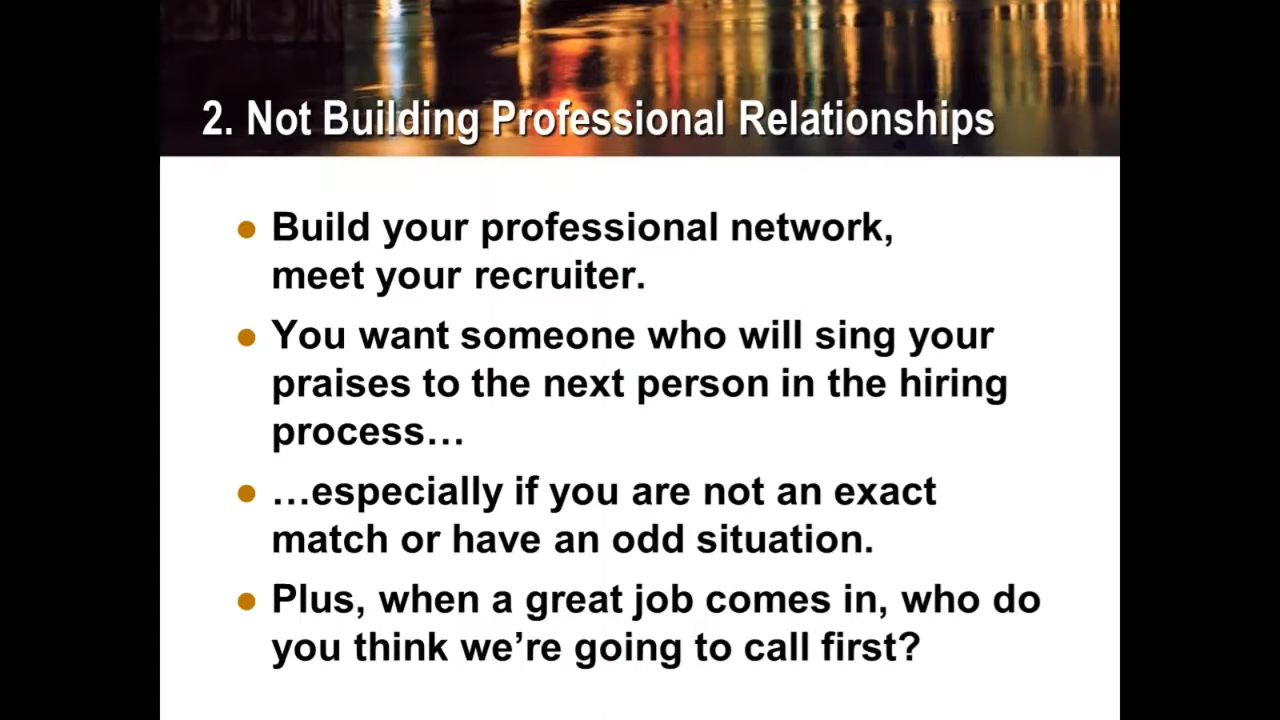 2. Not Building Professional Relationships
● Build your professional network,
meet your recruiter.
● You want someone who will sing your
praises to the next person in the hiring
process…
● …especially if you are not an exact
match or have an odd situation.
● Plus, when a great job comes in, who do
you think we’re going to call first?